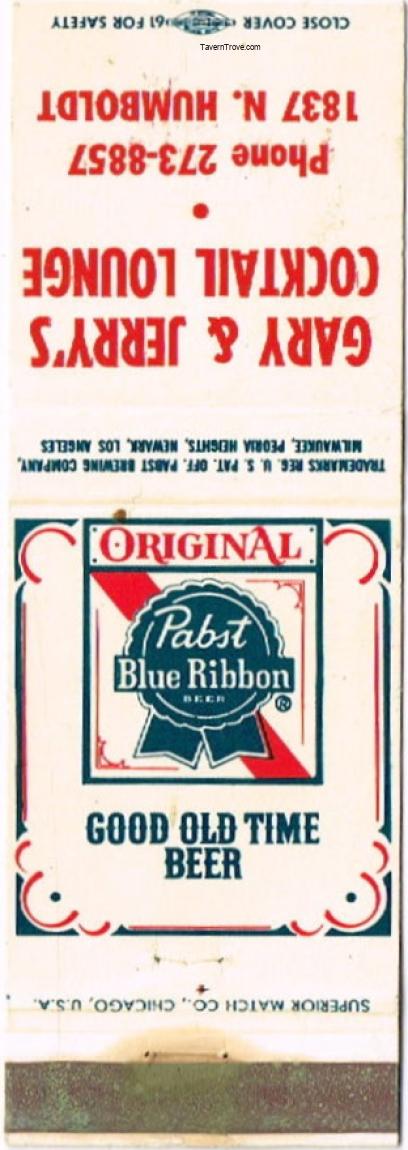 CLOSE COVER FOR SAFETY
TavernTrove.com
GARY & JERRY'S
COCKTAIL LOUNGE
Phone 273-8857
1837 N. HUMBOLDT
TRADEMARKS REG. U. S. PAT. OFF. PABST BREWING COMPANY,
MILWAUKEE, PEORIA HEIGHTS, NEWARK, LOS ANGELES
ORIGINAL
Pabst
Blue Ribbon
BEER
®
GOOD OLD TIME
BEER
SUPERIOR MATCH CO., CHICAGO, U.S.A.